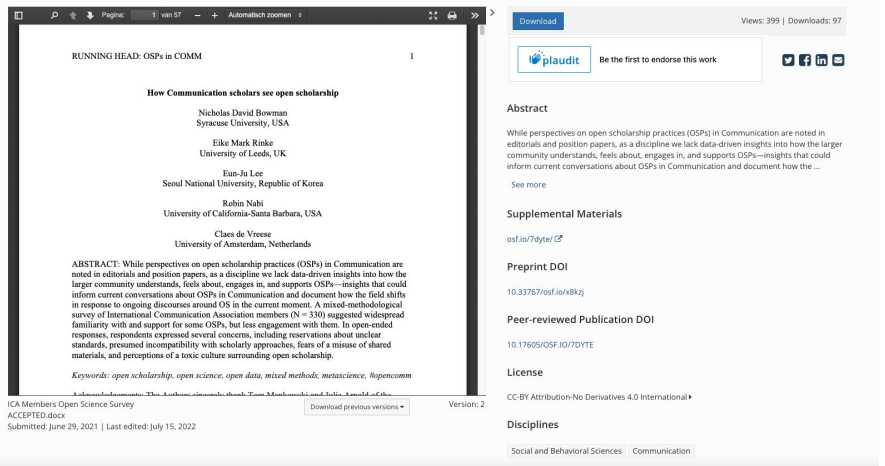 Pagina: 1 van 57 — + Automatisch zoomen
RUNNING HEAD: OSPs in COMM 1
How Communication scholars see open scholarship
Nicholas David Bowman
Syracuse University, USA
Eike Mark Rinke
University of Leeds, UK
Eun-Ju Lee
Seoul National University, Republic of Korea
Robin Nabi
University of California-Santa Barbara, USA
Claes de Vreese
University of Amsterdam, Netherlands
ABSTRACT: While perspectives on open scholarship practices (OSPs) in Communication are
noted in editorials and position papers, as a discipline we lack data-driven insights into how the
larger community understands, feels about, engages in, and supports OSPs—insights that could
inform current conversations about OSPs in Communication and document how the field shifts
in response to ongoing discourses around OS in the current moment. A mixed-methodological
survey of International Communication Association members (N = 330) suggested widespread
familiarity with and support for some OSPs, but less engagement with them. In open-ended
responses, respondents expressed several concerns, including reservations about unclear
standards, presumed incompatibility with scholarly approaches, fears of a misuse of shared
materials, and perceptions of a toxic culture surrounding open scholarship.
Keywords: open scholarship, open science, open data, mixed methods, metascience, #opencomm
ICA Members Open Science Survey
ACCEPTED.docx
Download previous versions
Version: 2
Submitted: June 29, 2021 | Last edited: July 15, 2022
Download
Views: 399 | Downloads: 97
plaudit
Be the first to endorse this work
Abstract
While perspectives on open scholarship practices (OSPs) in Communication are noted in
editorials and position papers, as a discipline we lack data-driven insights into how the larger
community understands, feels about, engages in, and supports OSPs—insights that could
inform current conversations about OSPs in Communication and document how the ...
See more
Supplemental Materials
osf.io/7dyte/
Preprint DOI
10.33767/osf.io/x8kzj
Peer-reviewed Publication DOI
10.17605/OSF.IO/7DYTE
License
CC-BY Attribution-No Derivatives 4.0 International
Disciplines
Social and Behavioral Sciences Communication